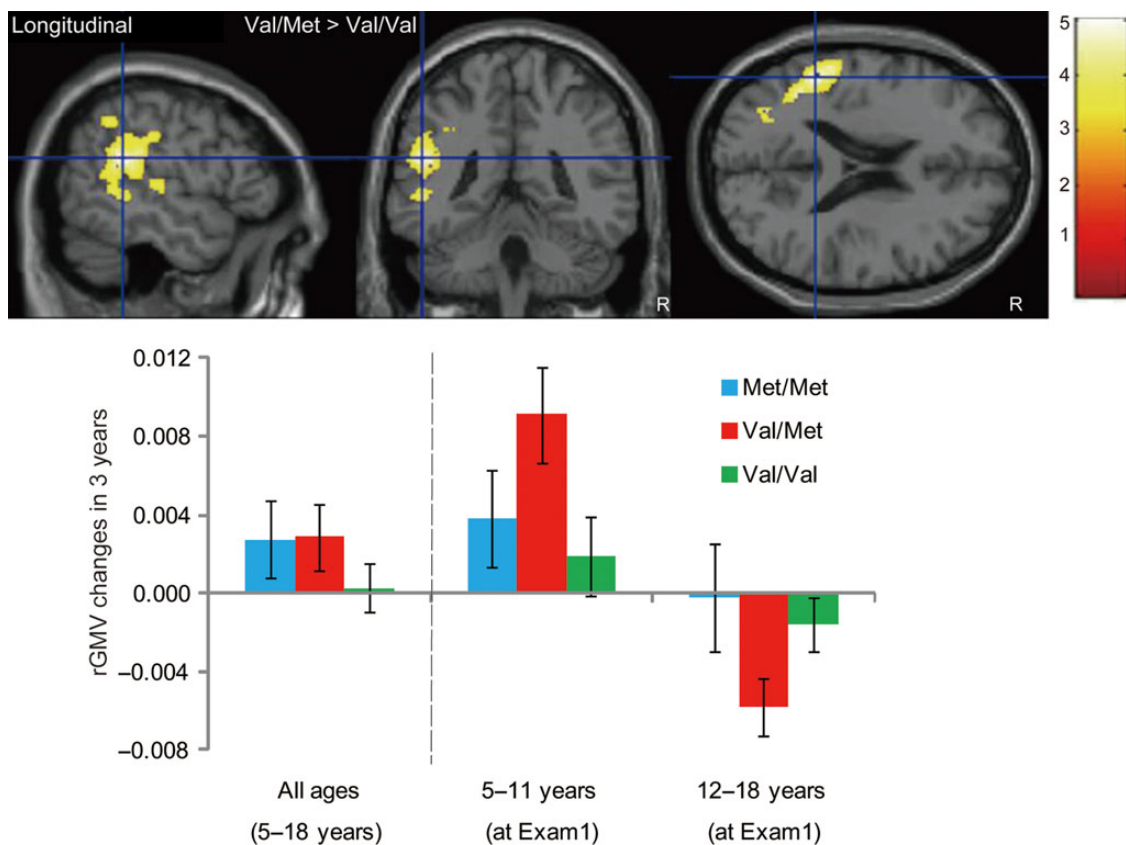 Longitudinal
Val/Met > Val/Val
R
R
5
4
3
2
1
rGMV changes in 3 years
0.012
0.008
0.004
0.000
–0.004
–0.008
Met/Met
Val/Met
Val/Val
All ages
(5–18 years)
5–11 years
(at Exam1)
12–18 years
(at Exam1)